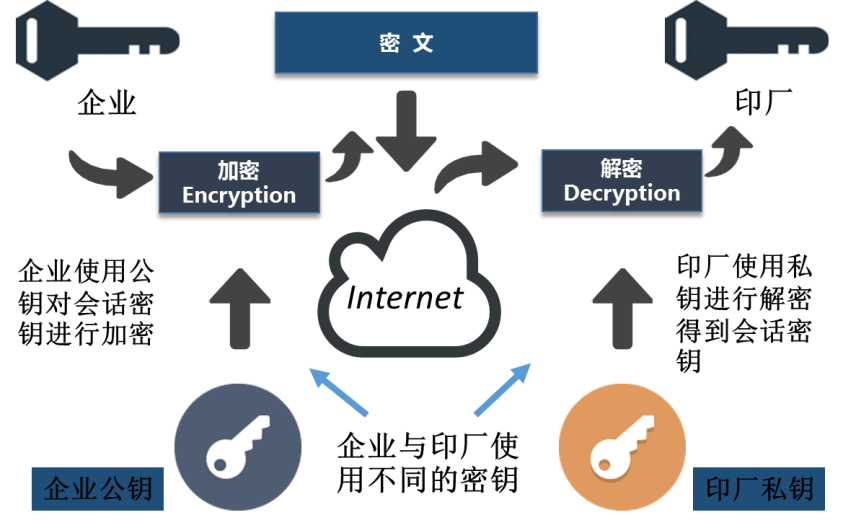 密 文
企业
印厂
加密
Encryption
解密
Decryption
企业使用公
钥对会话密
钥进行加密
Internet
印厂使用私
钥进行解密
得到会话密
钥
企业与印厂使
用不同的密钥
企业公钥
印厂私钥